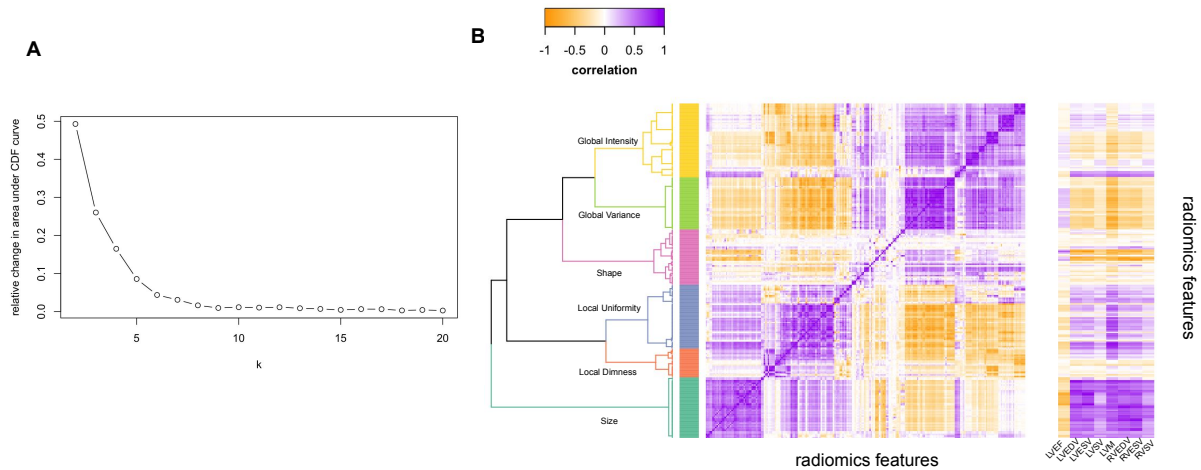 A
B
-1 -0.5 0 0.5 1
correlation
relative change in area under CDF curve
0.5
0.4
0.3
0.2
0.1
0.0
5 10 15 20
k
Global Intensity
Global Variance
Shape
Local Uniformity
Local Dimness
Size
radiomics features
radiomics features
LVEF
LVEDV
LVESV
LVSV
LVM
RVEDV
RVESV
RVSV